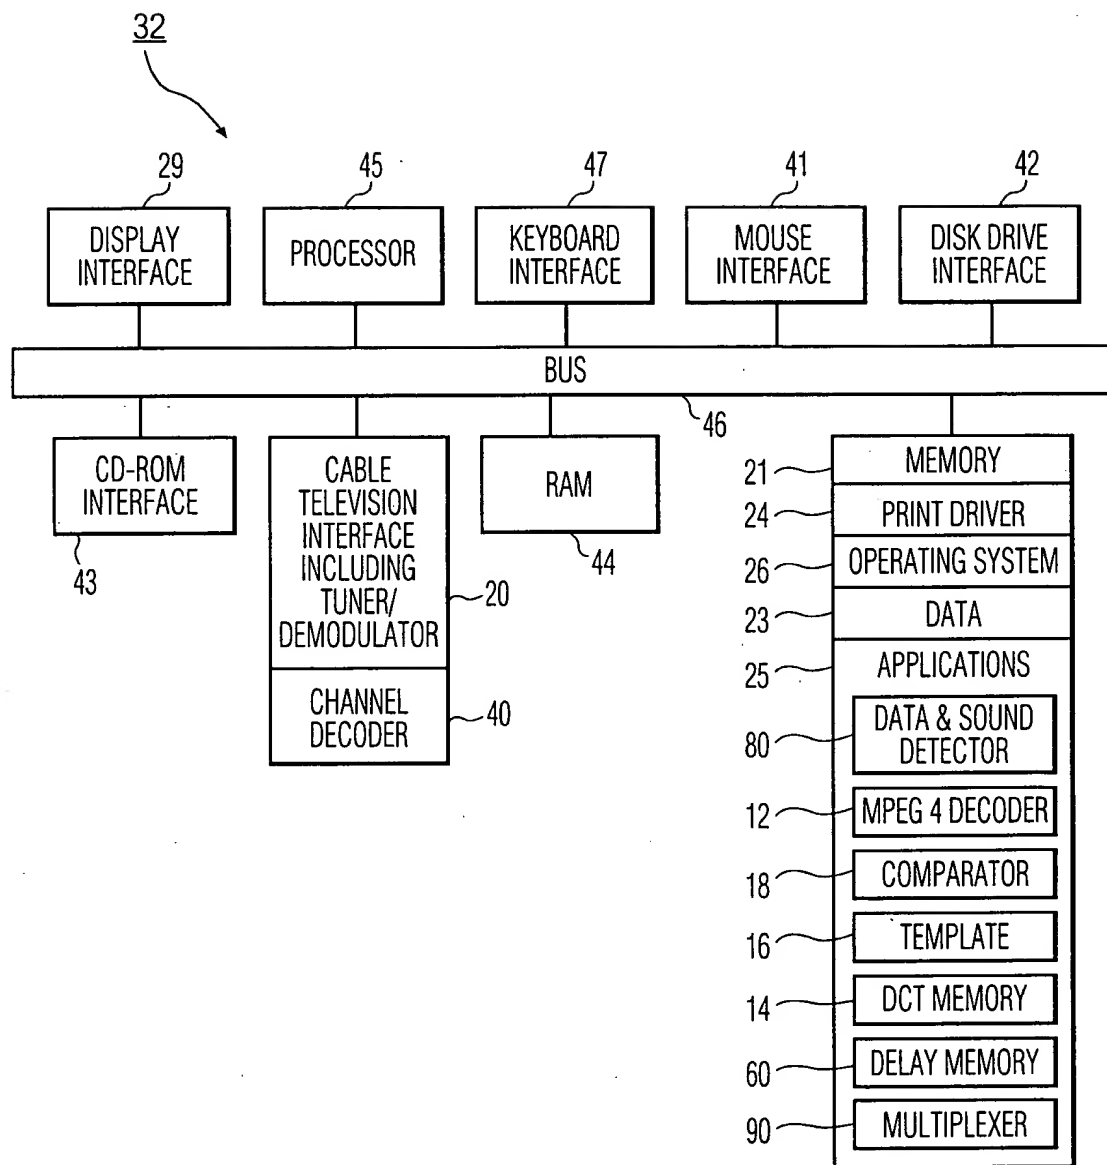 32
29
45
47
41
42
DISPLAY
INTERFACE
PROCESSOR
KEYBOARD
INTERFACE
MOUSE
INTERFACE
DISK DRIVE
INTERFACE
BUS
46
CD-ROM
INTERFACE
43
CABLE
TELEVISION
INTERFACE
INCLUDING
TUNER/
DEMODULATOR
20
CHANNEL
DECODER
40
RAM
44
21
MEMORY
24
PRINT DRIVER
26
OPERATING SYSTEM
23
DATA
25
APPLICATIONS
80
DATA & SOUND
DETECTOR
12
MPEG 4 DECODER
18
COMPARATOR
16
TEMPLATE
14
DCT MEMORY
60
DELAY MEMORY
90
MULTIPLEXER